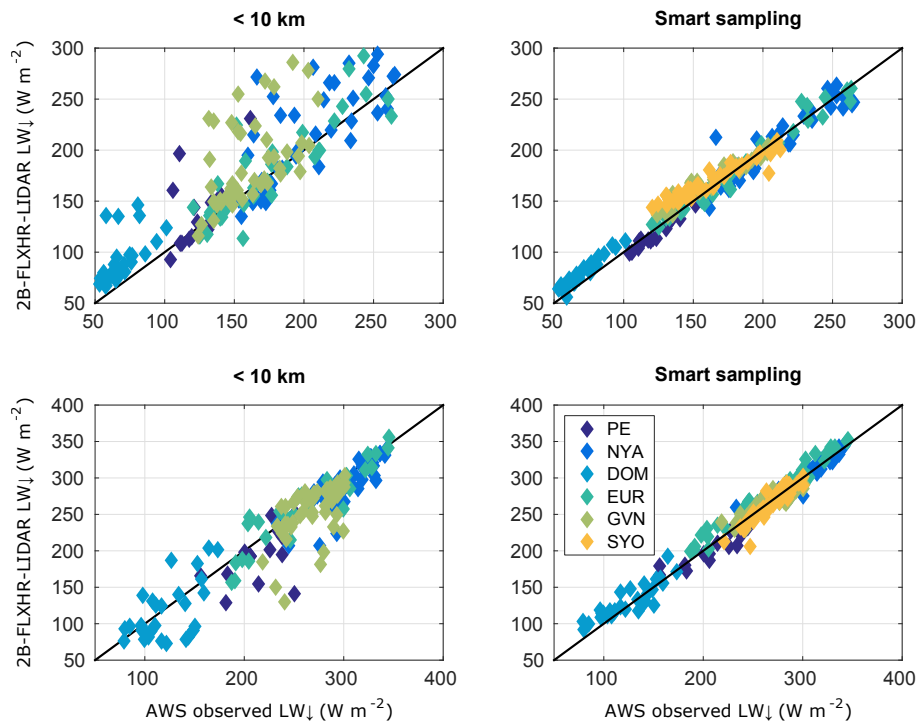 < 10 km
Smart sampling
2B-FLXHR-LIDAR LW↓ (W m⁻²)
300
250
200
150
100
50
50 100 150 200 250 300
300
250
200
150
100
50
50 100 150 200 250 300
< 10 km
Smart sampling
2B-FLXHR-LIDAR LW↓ (W m⁻²)
400
350
300
250
200
150
100
50
100 200 300 400
AWS observed LW↓ (W m⁻²)
400
350
300
250
200
150
100
50
PE
NYA
DOM
EUR
GVN
SYO
100 200 300 400
AWS observed LW↓ (W m⁻²)